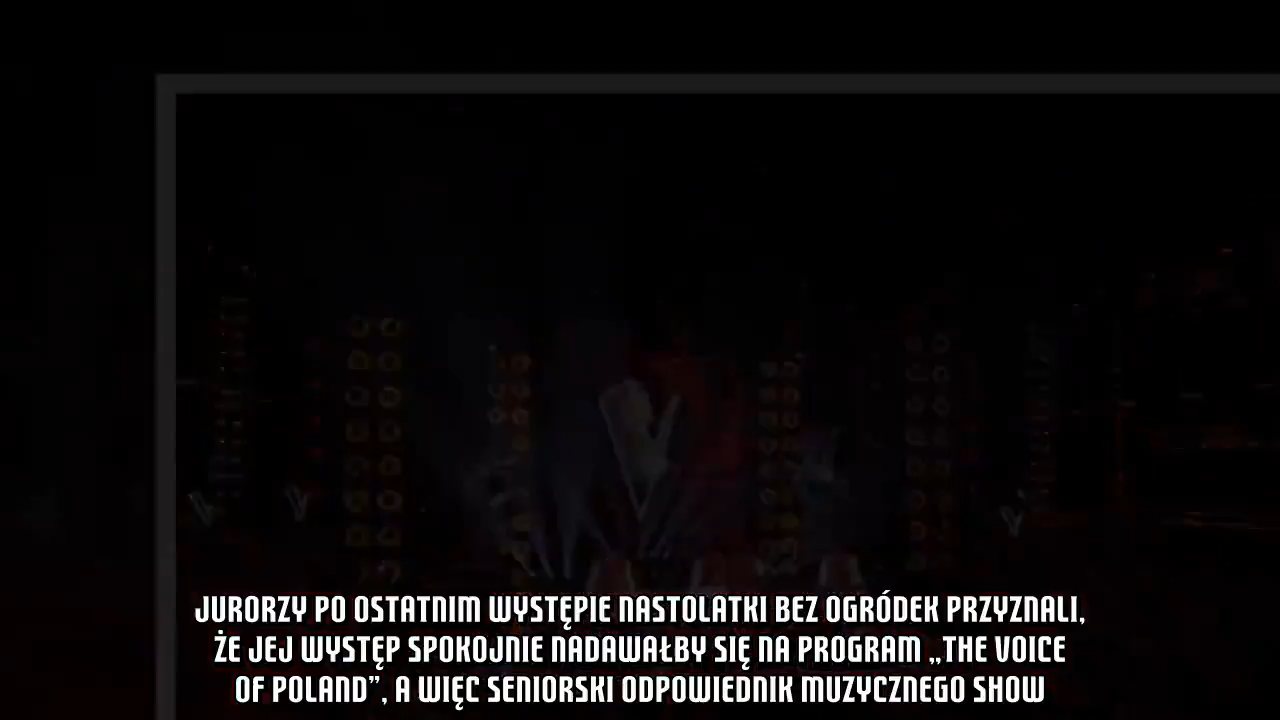 JURORZY PO OSTATNIM WYSTĘPIE NASTOLATKI BEZ OGRÓDEK PRZYZNALI,
ŻE JEJ WYSTĘP SPOKOJNIE NADAWAŁBY SIĘ NA PROGRAM „THE VOICE
OF POLAND”, A WIĘC SENIORSKI ODPOWIEDNIK MUZYCZNEGO SHOW